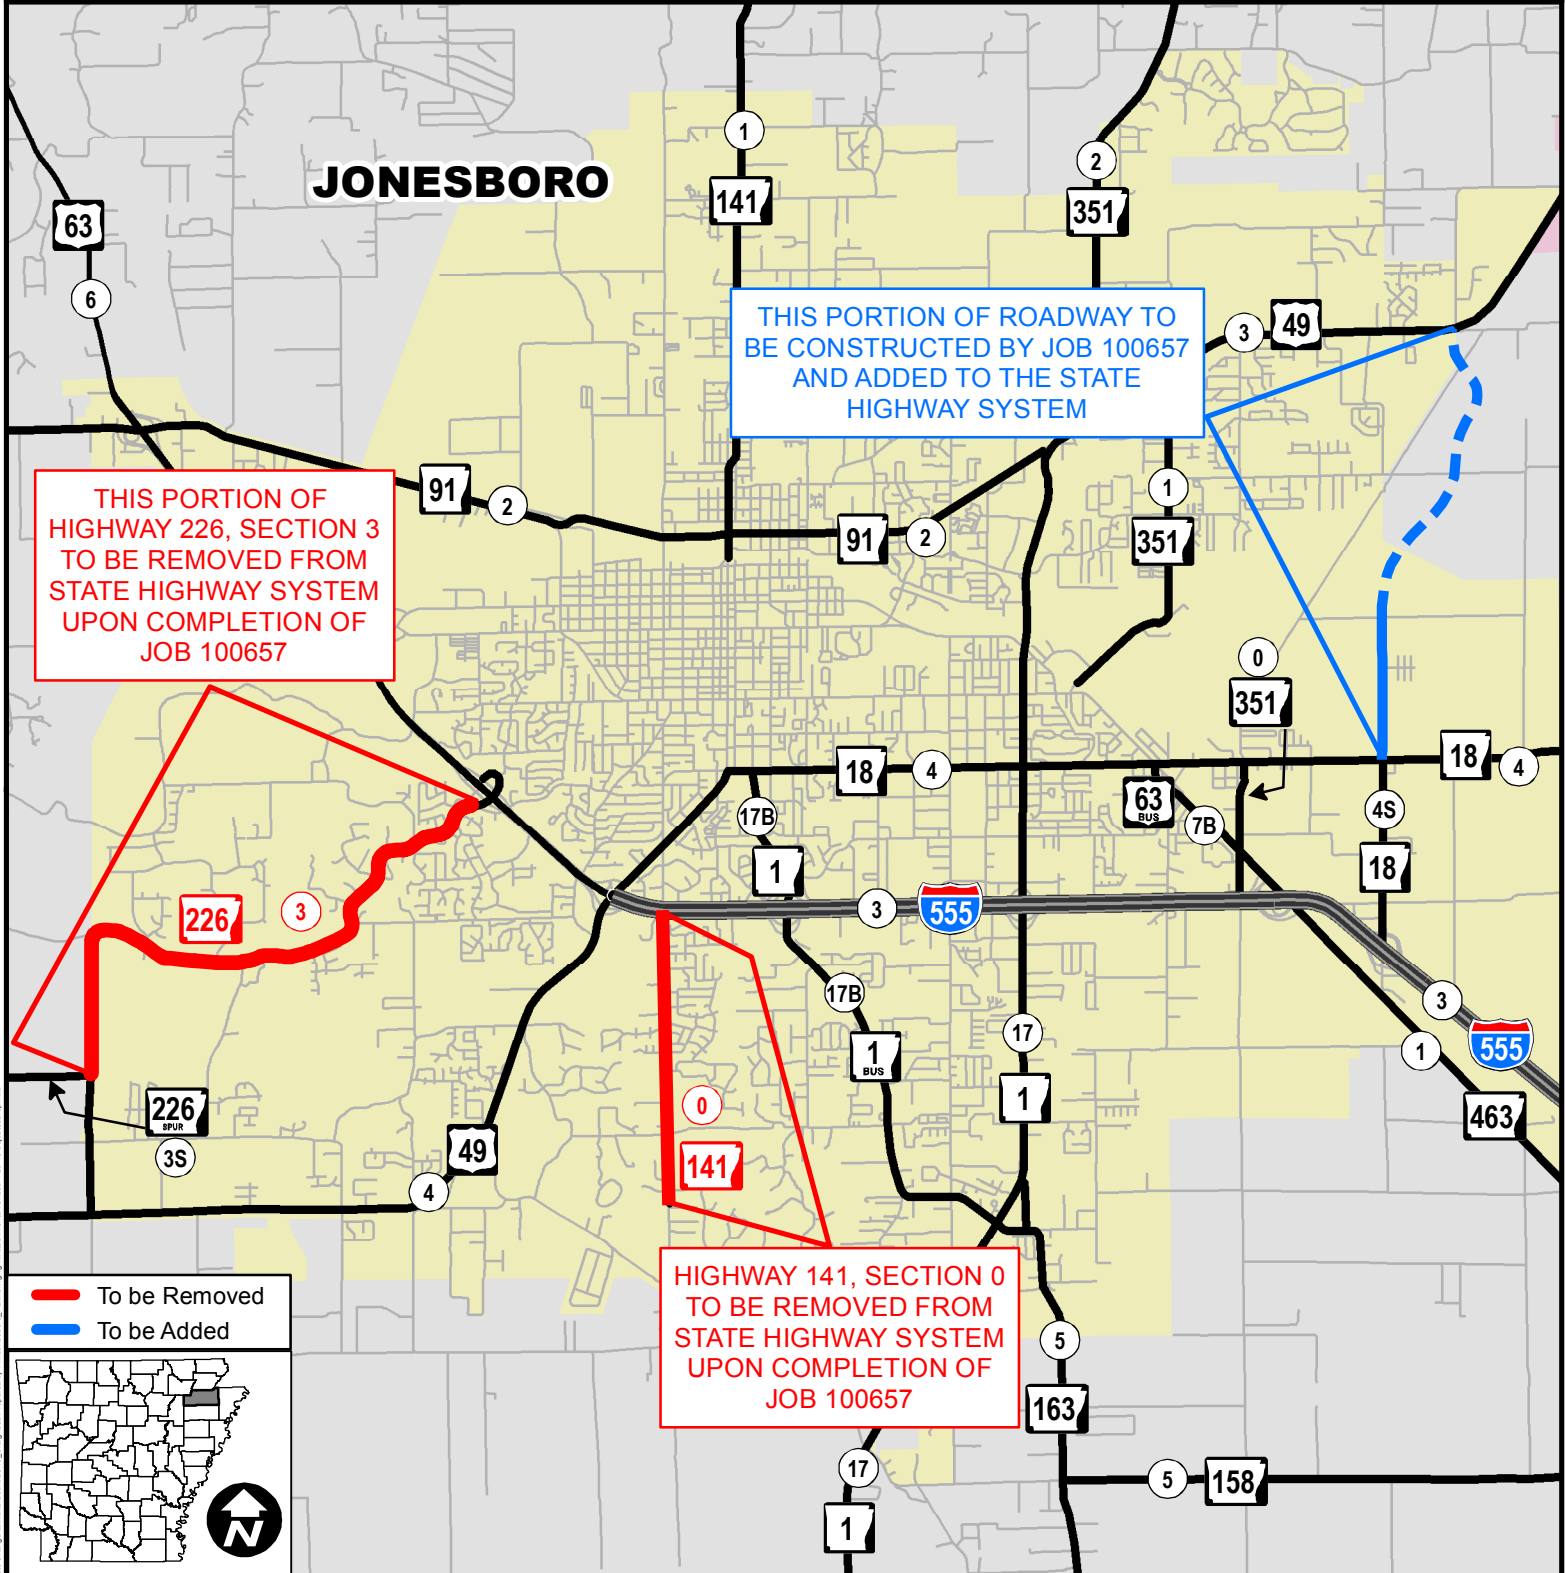 JONESBORO
1
141
2
351
63
6
THIS PORTION OF ROADWAY TO
BE CONSTRUCTED BY JOB 100657
AND ADDED TO THE STATE
HIGHWAY SYSTEM
3
49
THIS PORTION OF
HIGHWAY 226, SECTION 3
TO BE REMOVED FROM
STATE HIGHWAY SYSTEM
UPON COMPLETION OF
JOB 100657
91
2
91
2
1
351
0
351
18
4
18
4
17B
1
63
BUS
7B
4S
18
226
3
3
555
17B
1
BUS
17
1
3
555
1
463
226
SPUR
3S
49
4
0
141
HIGHWAY 141, SECTION 0
TO BE REMOVED FROM
STATE HIGHWAY SYSTEM
UPON COMPLETION OF
JOB 100657
To be Removed
To be Added
N
5
163
17
1
5
158